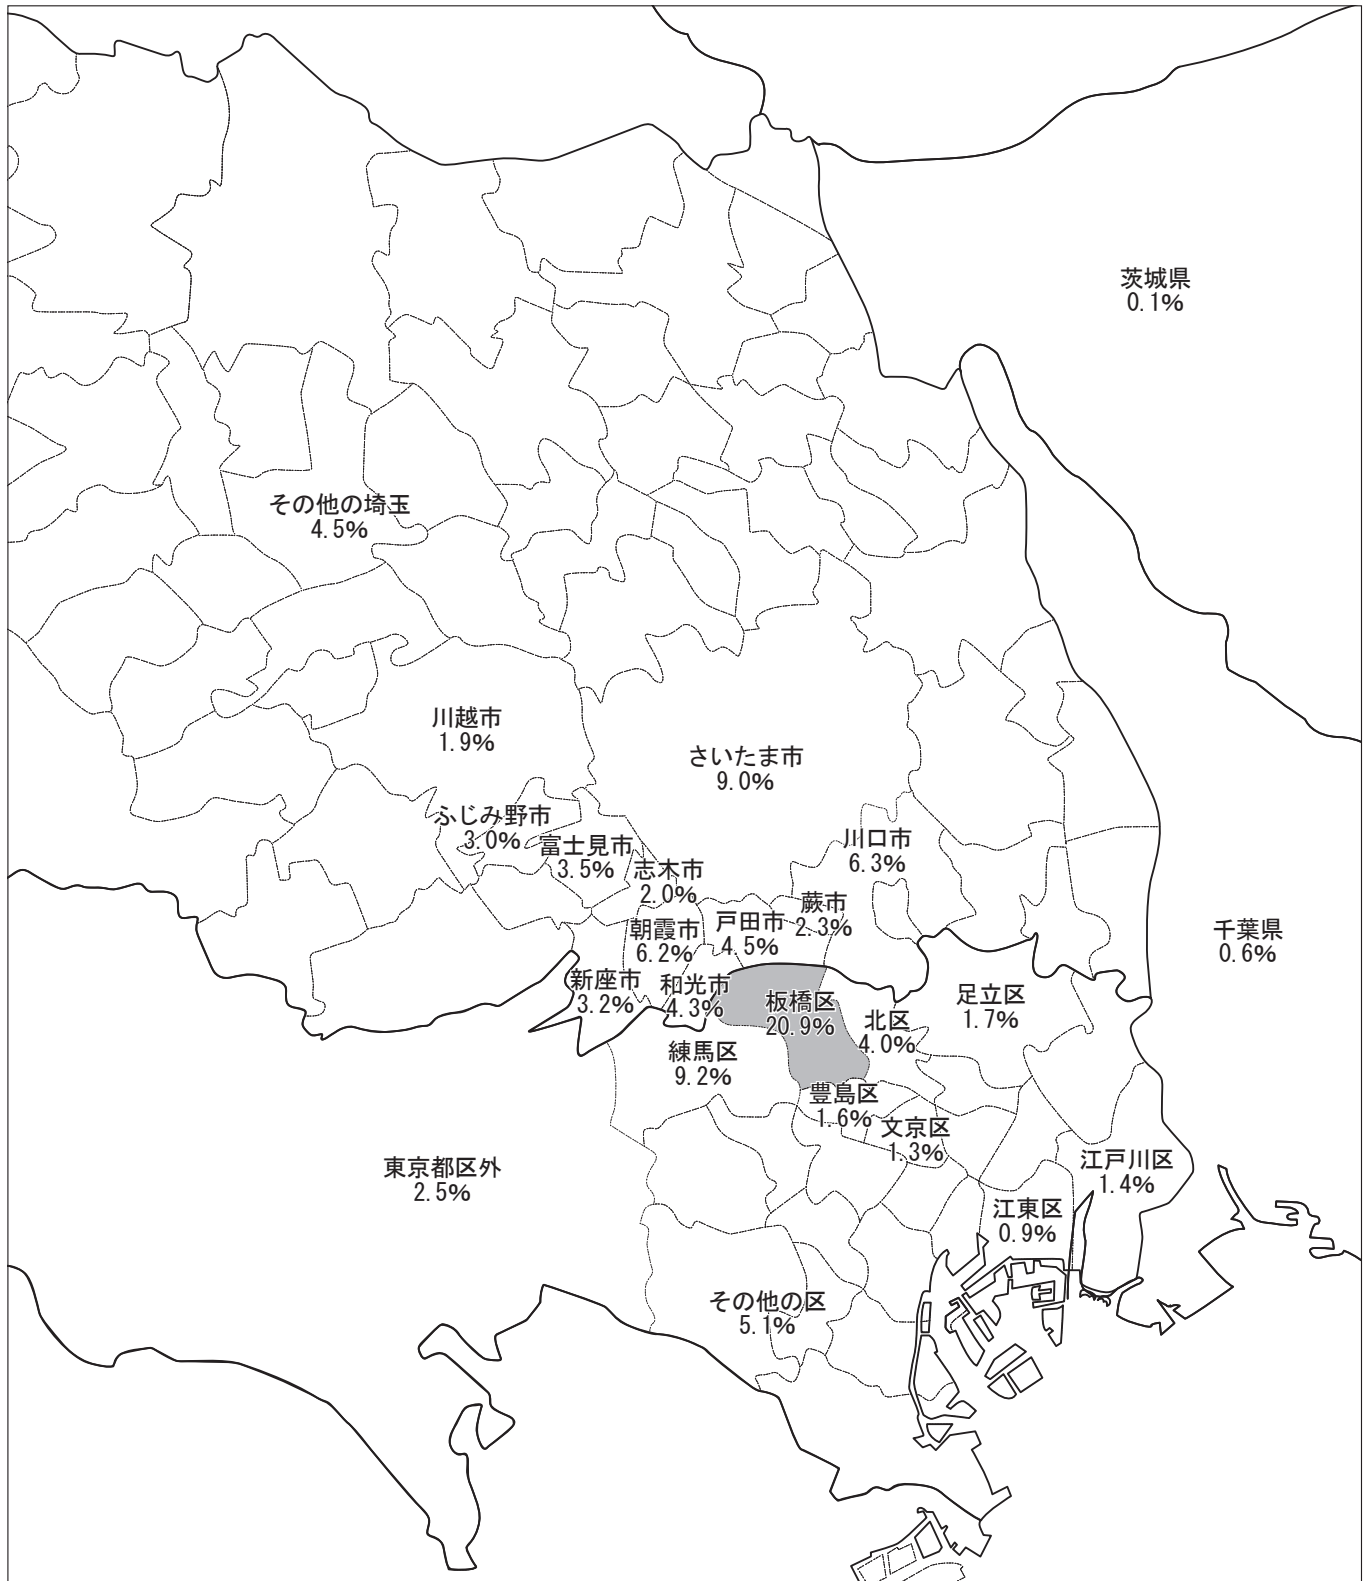 茨城県
0.1%
その他の埼玉
4.5%
川越市
1.9%
さいたま市
9.0%
ふじみ野市
3.0%
富士見市
3.5%
川口市
6.3%
志木市
2.0%
蕨市
2.3%
朝霞市
6.2%
戸田市
4.5%
千葉県
0.6%
新座市
3.2%
和光市
4.3%
板橋区
20.9%
足立区
1.7%
北区
4.0%
練馬区
9.2%
豊島区
1.6%
文京区
1.3%
東京都区外
2.5%
江戸川区
1.4%
江東区
0.9%
その他の区
5.1%